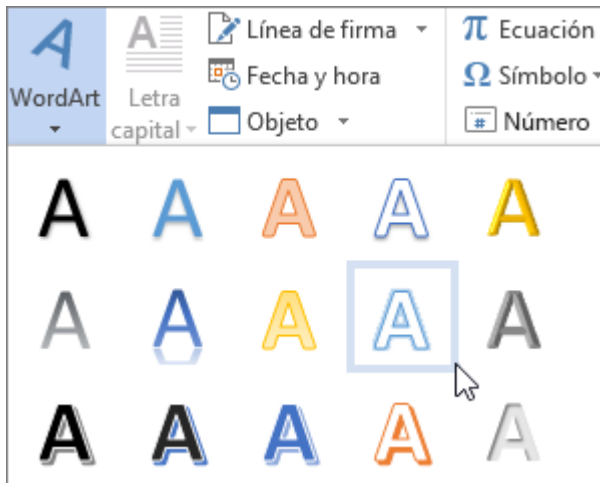 WordArt
Letra
capital
Línea de firma
Fecha y hora
Objeto
π Ecuación
Ω Símbolo
# Número
A A A A A
A A A A A
A A A A A